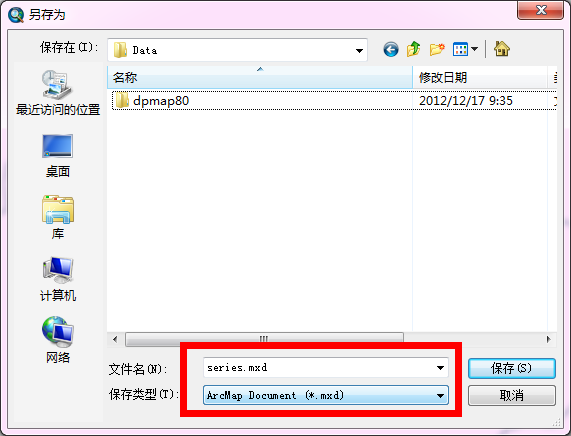 另存为
保存在(I):
Data
名称
修改日期
dpmap80
2012/12/17 9:35
最近访问的位置
桌面
库
计算机
网络
文件名(N):
series.mxd
保存(S)
保存类型(T):
ArcMap Document (*.mxd)
取消